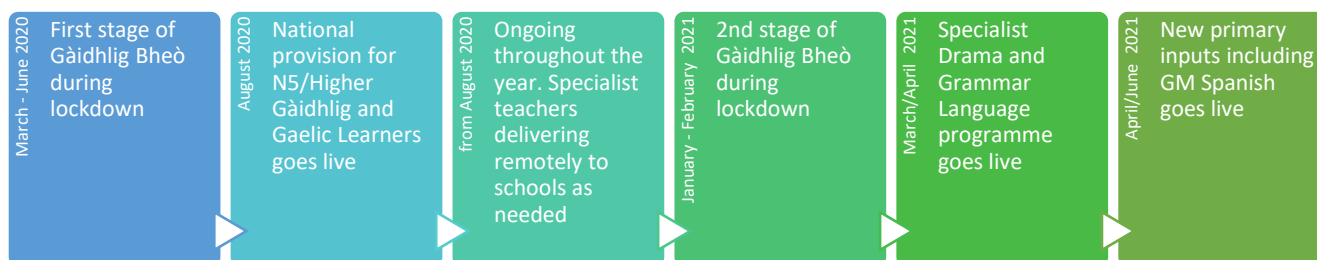 March - June 2020
First stage of
Gàidhlig Bheò
during
lockdown
August 2020
National
provision for
N5/Higher
Gàidhlig and
Gaelic Learners
goes live
from August 2020
Ongoing
throughout the
year. Specialist
teachers
delivering
remotely to
schools as
needed
January - February 2021
2nd stage of
Gàidhlig Bheò
during
lockdown
March/April 2021
Specialist
Drama and
Grammar
Language
programme
goes live
April/June 2021
New primary
inputs including
GM Spanish
goes live